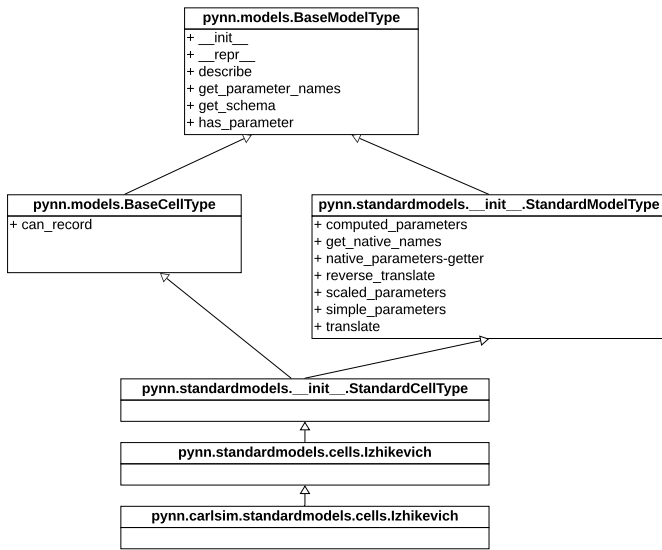 pynn.models.BaseModelType
+ __init__
+ __repr__
+ describe
+ get_parameter_names
+ get_schema
+ has_parameter
pynn.models.BaseCellType
+ can_record
pynn.standardmodels.__init__.StandardModelType
+ computed_parameters
+ get_native_names
+ native_parameters-getter
+ reverse_translate
+ scaled_parameters
+ simple_parameters
+ translate
pynn.standardmodels.__init__.StandardCellType
pynn.standardmodels.cells.Izhikevich
pynn.carlsim.standardmodels.cells.Izhikevich